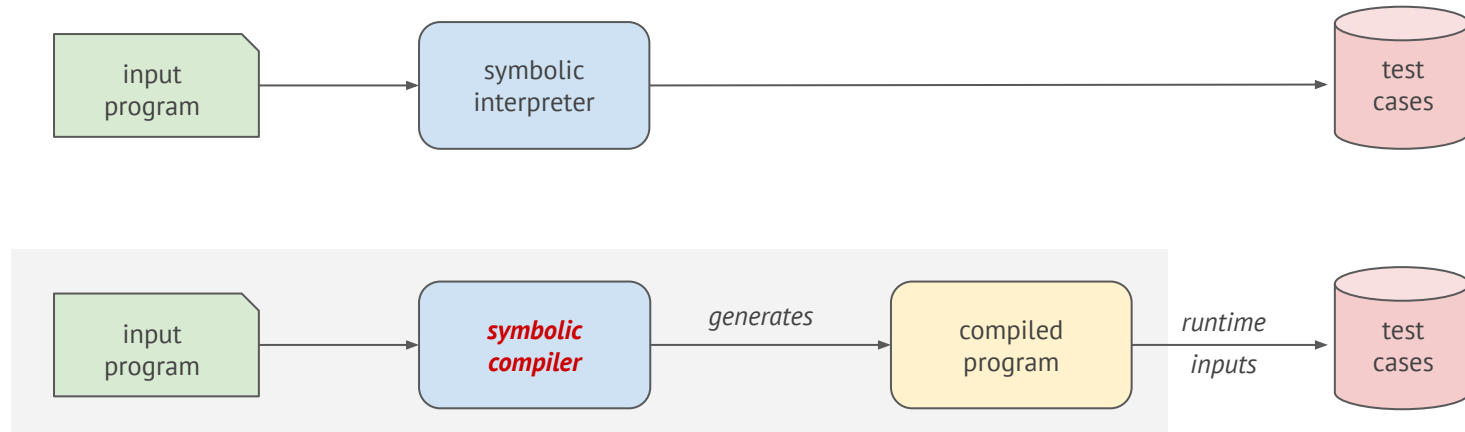 input
program
symbolic
interpreter
test
cases
input
program
symbolic
compiler
generates
compiled
program
runtime
inputs
test
cases